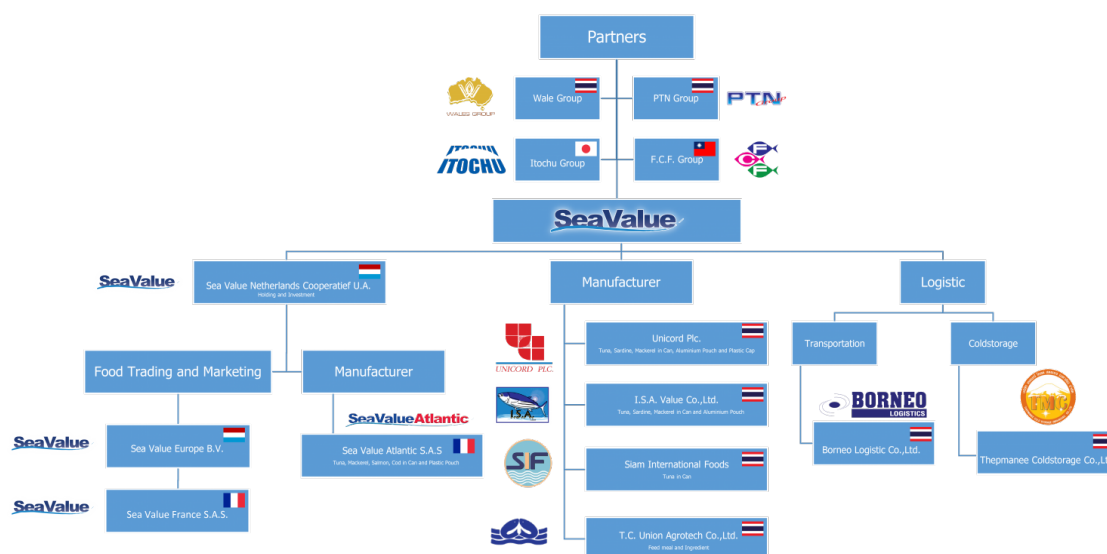 Partners
Wale Group
PTN Group
WALES GROUP
PTN Group
ITOCHU
ITOCHU
Itochu Group
F.C.F. Group
F
C
F
SeaValue
SeaValue
Sea Value Netherlands Cooperatief U.A.
Holding and Investment
Manufacturer
Logistic
Food Trading and Marketing
Manufacturer
UNICORD PLC.
Unicord Plc.
Tuna, Sardine, Mackerel in Can, Aluminium Pouch and Plastic Cap
Transportation
Coldstorage
I.S.A.
I.S.A. Value Co.,Ltd.
Tuna, Sardine, Mackerel in Can and Aluminium Pouch
BORNEO
LOGISTICS
TMC
SeaValue
Sea Value Europe B.V.
SeaValueAtlantic
Sea Value Atlantic S.A.S
Tuna, Mackerel, Salmon, Cod in Can and Plastic Pouch
SIF
Siam International Foods
Tuna in Can
Borneo Logistic Co.,Ltd.
Thepmanee Coldstorage Co.,Lt
SeaValue
Sea Value France S.A.S.
T.C. Union Agrotech Co.,Ltd.
Feed meal and Ingredient